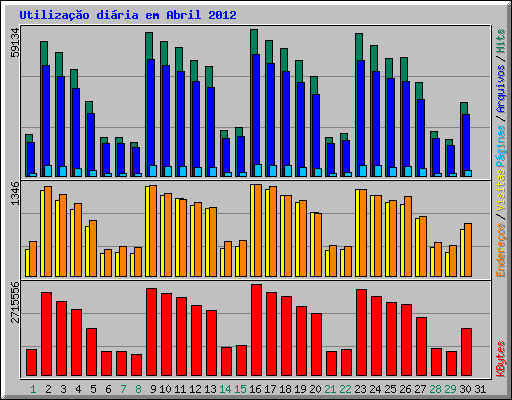 Utilização diária em Abril 2012
59134
1346
2715556
Endereços / Visitas Páginas / Arquivos / Hits
KBytes
1 2 3 4 5 6 7 8 9 10 11 12 13 14 15 16 17 18 19 20 21 22 23 24 25 26 27 28 29 30 31